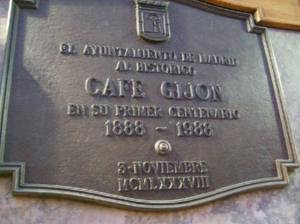 EL AYUNTAMIENTO DE MADRID
AL HISTORICO
CAFE GIJON
EN SU PRIMER CENTENARIO
1888 - 1988
3-NOVIEMBRE
MCMLXXXVIII